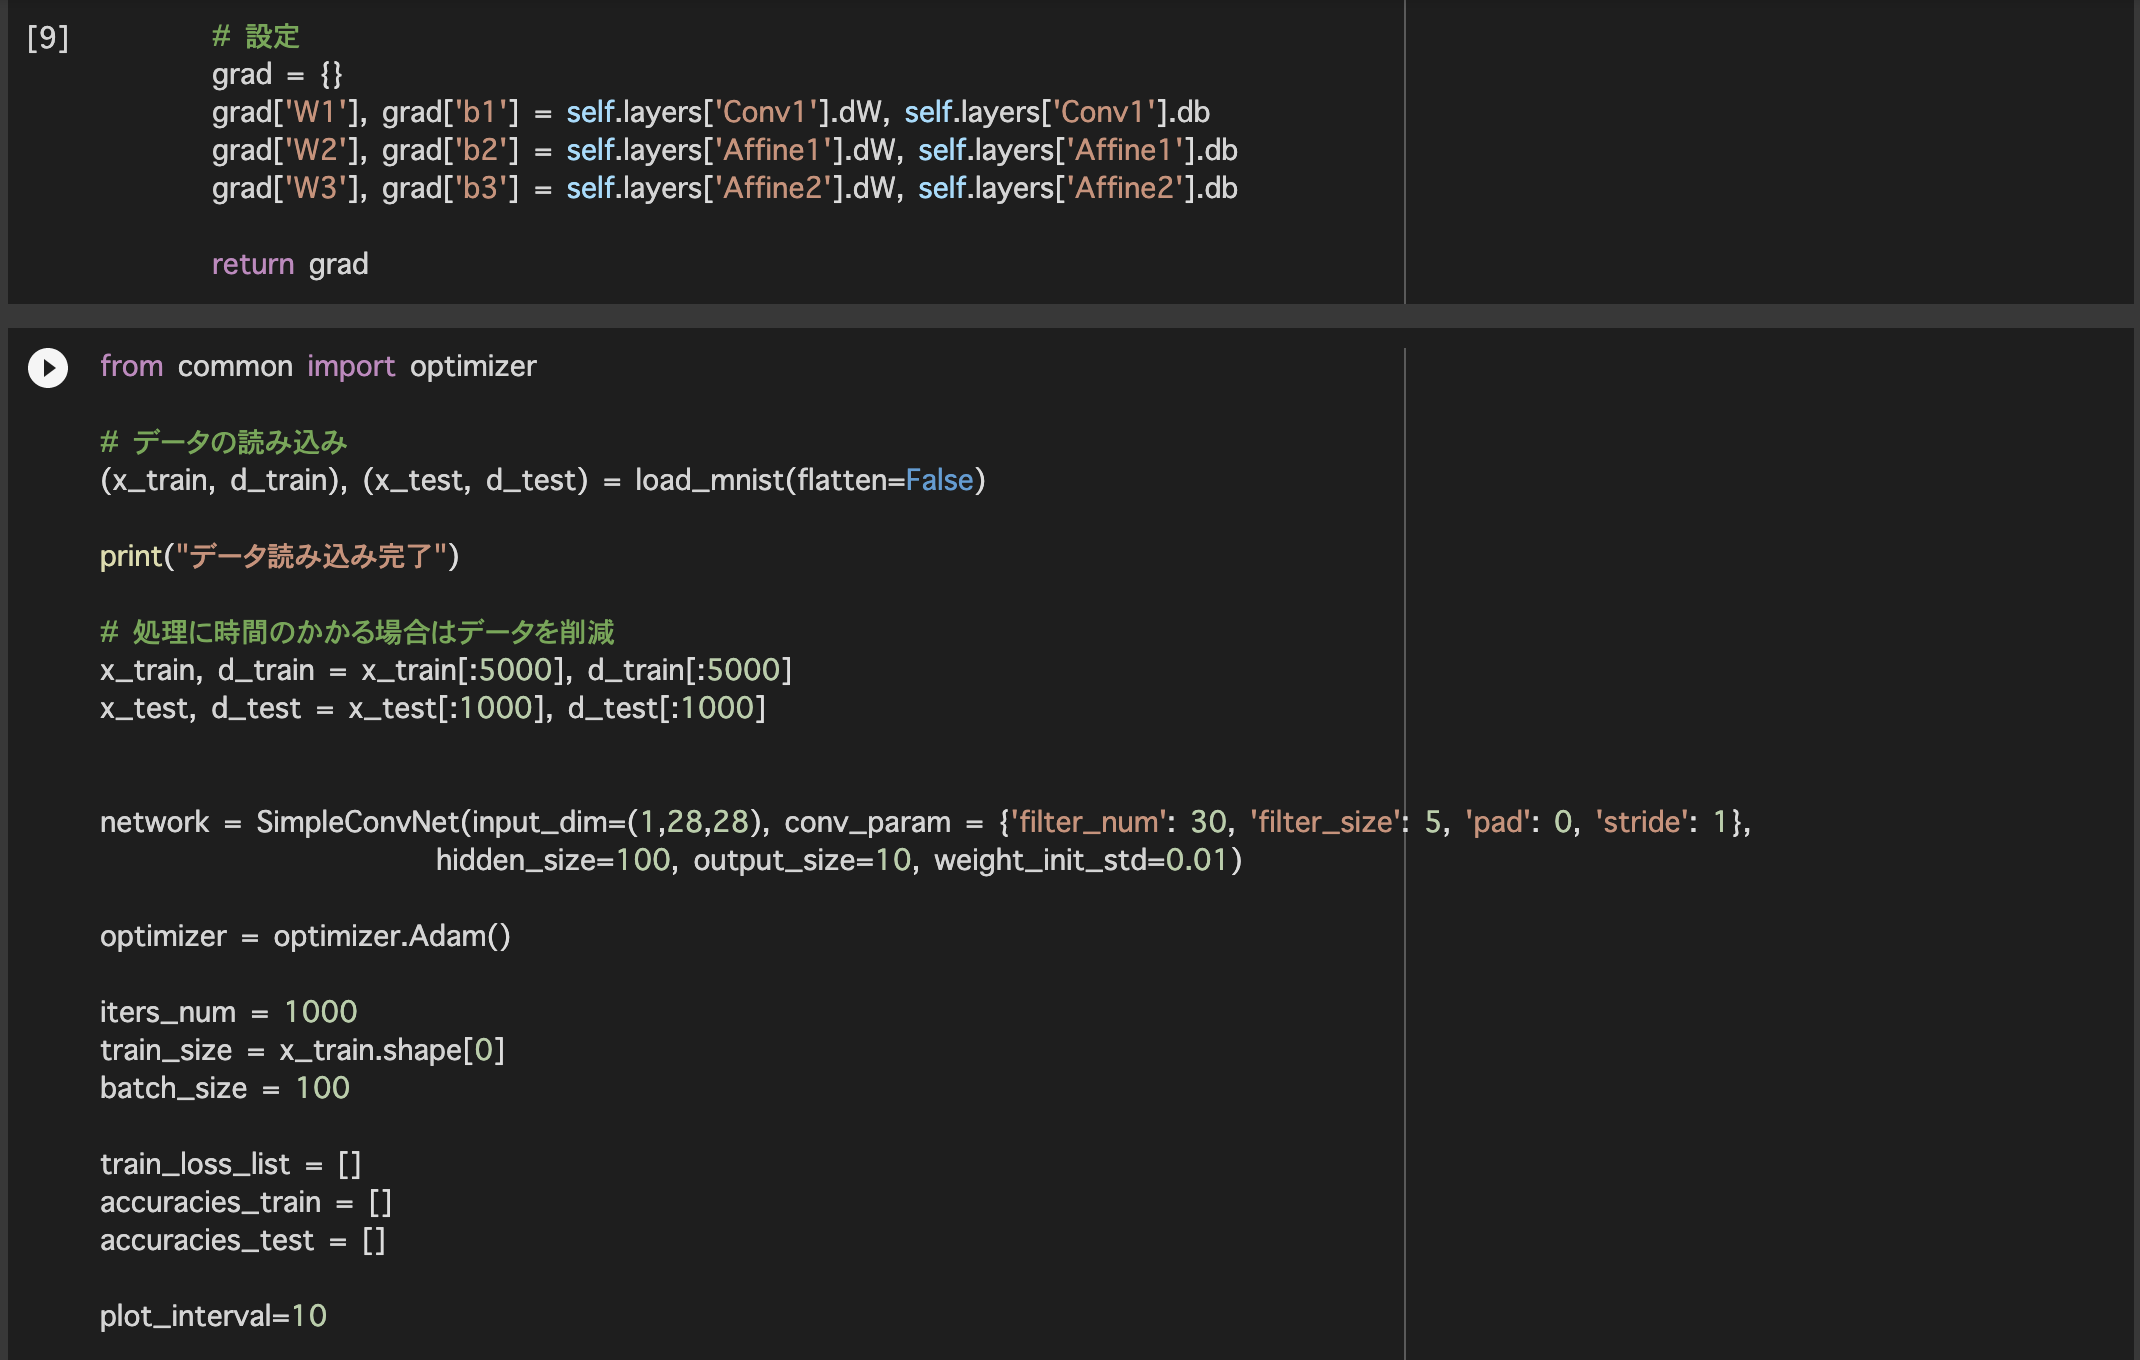 [9]
# 設定
grad = {}
grad['W1'], grad['b1'] = self.layers['Conv1'].dW, self.layers['Conv1'].db
grad['W2'], grad['b2'] = self.layers['Affine1'].dW, self.layers['Affine1'].db
grad['W3'], grad['b3'] = self.layers['Affine2'].dW, self.layers['Affine2'].db
return grad
from common import optimizer
# データの読み込み
(x_train, d_train), (x_test, d_test) = load_mnist(flatten=False)
print("データ読み込み完了")
# 処理に時間のかかる場合はデータを削減
x_train, d_train = x_train[:5000], d_train[:5000]
x_test, d_test = x_test[:1000], d_test[:1000]
network = SimpleConvNet(input_dim=(1,28,28), conv_param = {'filter_num': 30, 'filter_size': 5, 'pad': 0, 'stride': 1},
hidden_size=100, output_size=10, weight_init_std=0.01)
optimizer = optimizer.Adam()
iters_num = 1000
train_size = x_train.shape[0]
batch_size = 100
train_loss_list = []
accuracies_train = []
accuracies_test = []
plot_interval=10